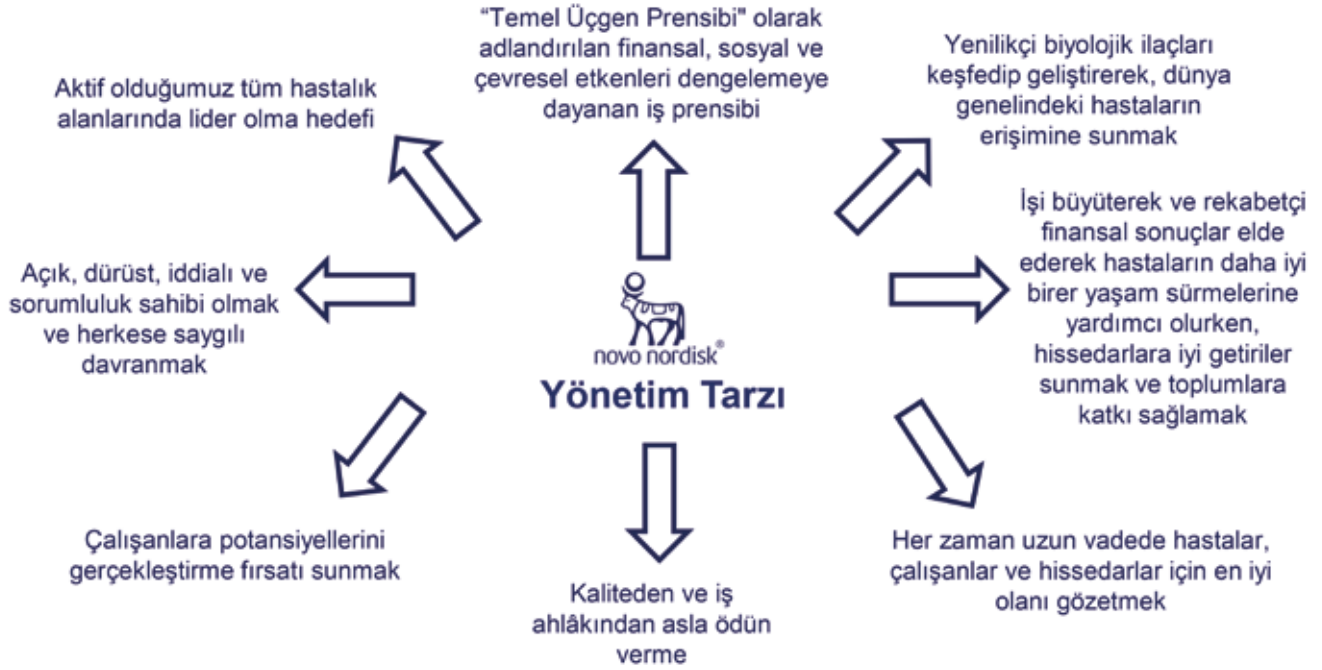 "Temel Üçgen Prensibi" olarak
adlandırılan finansal, sosyal ve
çevresel etkenleri dengelemeye
dayanan iş prensibi
Yenilikçi biyolojik ilaçları
keşfedip geliştirerek, dünya
genelindeki hastaların
erişimine sunmak
Aktif olduğumuz tüm hastalık
alanlarında lider olma hedefi
İşi büyüterek ve rekabetçi
finansal sonuçlar elde
ederek hastaların daha iyi
birer yaşam sürmelerine
yardımcı olurken,
hissedarlara iyi getiriler
sunmak ve toplumlara
katkı sağlamak
Açık, dürüst, iddialı ve
sorumluluk sahibi olmak
ve herkese saygılı
davranmak
novo nordisk®
Yönetim Tarzı
Çalışanlara potansiyellerini
gerçekleştirme fırsatı sunmak
Kaliteden ve iş
ahlâkından asla ödün
verme
Her zaman uzun vadede hastalar,
çalışanlar ve hissedarlar için en iyi
olanı gözetmek